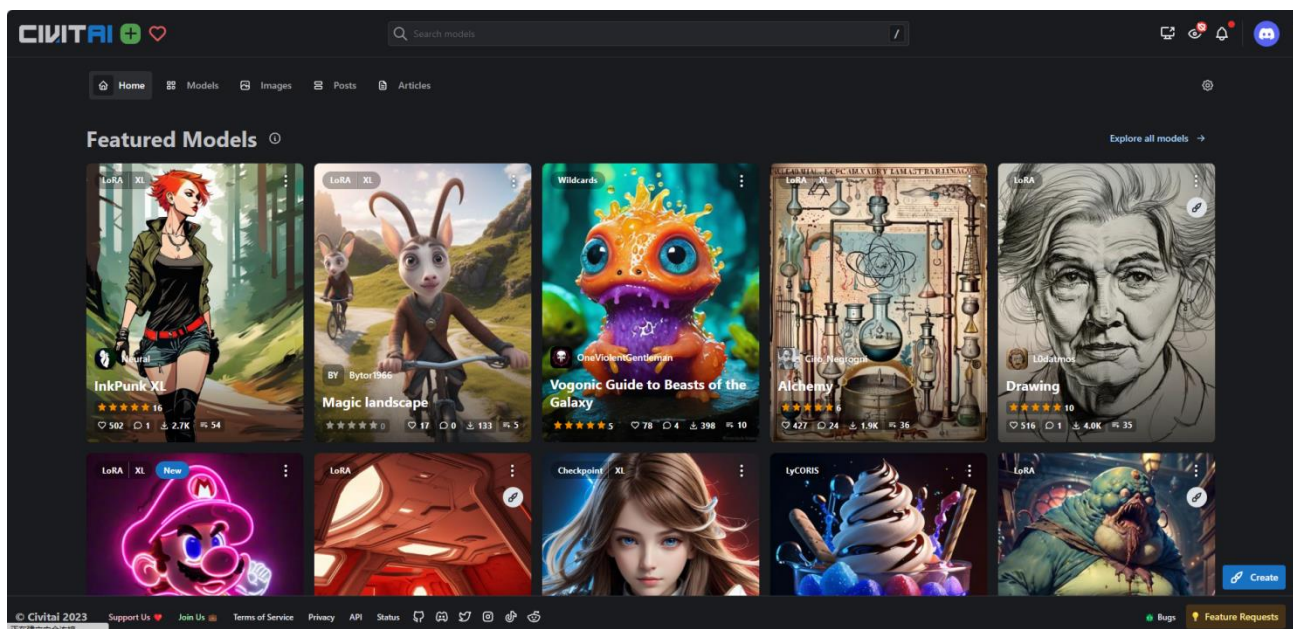 CIVITAI
Search models /
Home Models Images Posts Articles
Featured Models
Explore all models →
LoRA XL
Neural
InkPunk XL
16
502 1 2.7K 54
LoRA XL
BY Bytor1966
Magic landscape
0
17 0 133 5
Wildcards
OneViolentGentleman
Vogonic Guide to Beasts of the
Galaxy
5
78 4 398 10
LoRA XL
Ciro_Negrogni
Alchemy
6
427 24 1.9K 36
LoRA
L0datmos
Drawing
10
516 1 4.0K 35
LoRA XL New
LoRA
Checkpoint XL
LyCORIS
LoRA
Create
© Civitai 2023 Support Us Join Us Terms of Service Privacy API Status
Bugs Feature Requests